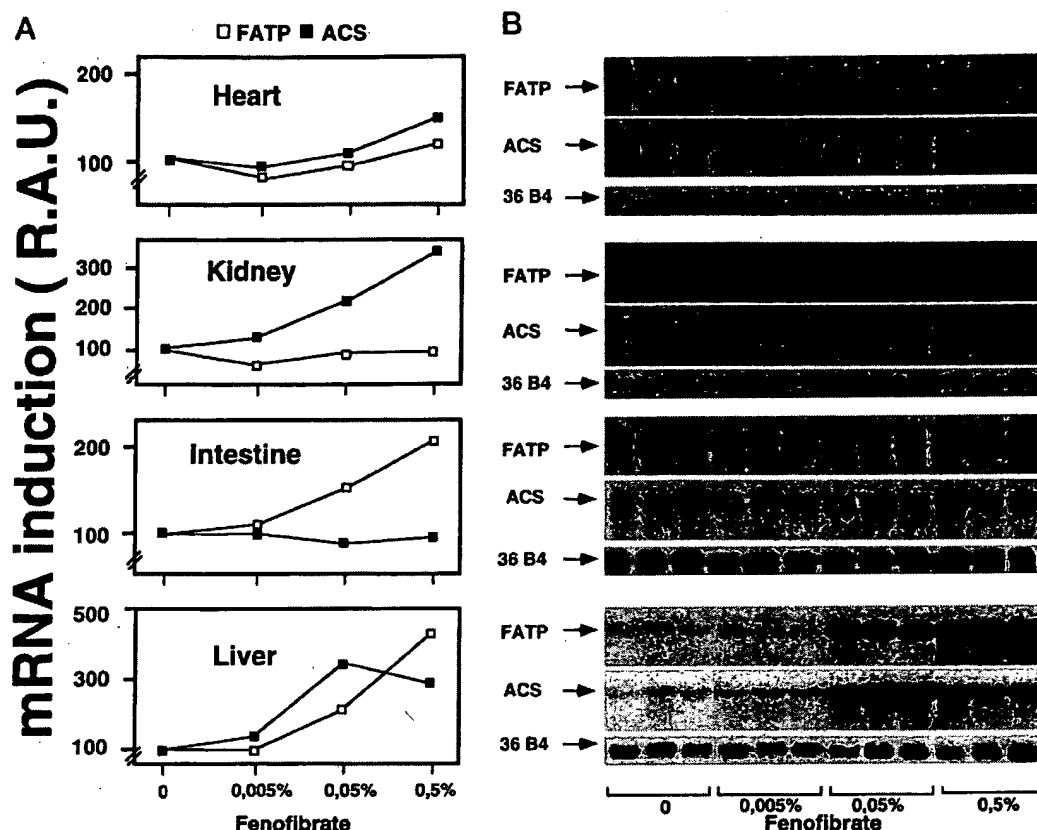 A
□ FATP ■ ACS
mRNA induction ( R.A.U.)
200
100
Heart
300
200
100
Kidney
200
100
Intestine
500
300
100
Liver
0 0,005% 0,05% 0,5%
Fenofibrate
B
FATP
ACS
36 B4
FATP
ACS
36 B4
FATP
ACS
36 B4
FATP
ACS
36 B4
0 0,005% 0,05% 0,5%
Fenofibrate